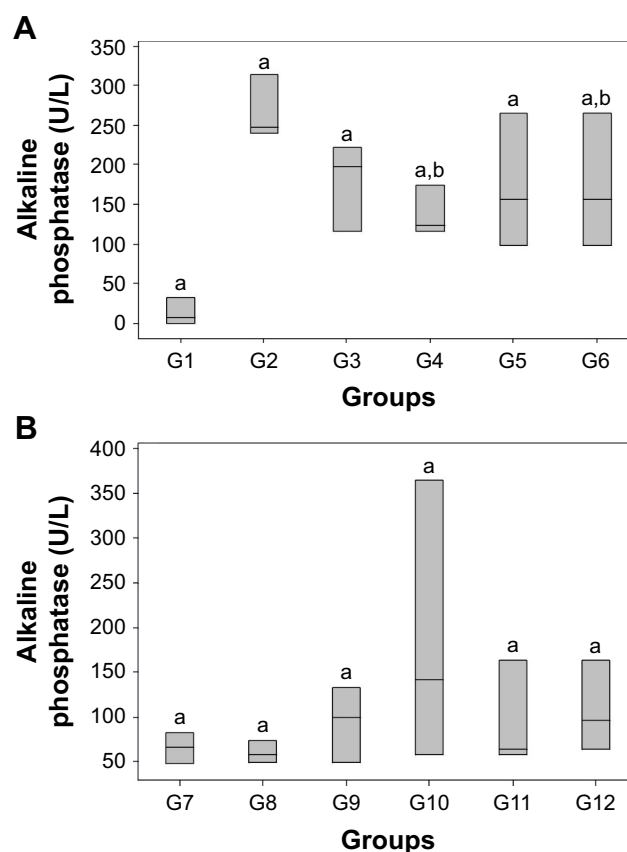 A
Alkaline
phosphatase (U/L)
350
300
250
200
150
100
50
0
a
a
a
a,b
a
a,b
G1 G2 G3 G4 G5 G6
Groups
B
Alkaline
phosphatase (U/L)
400
350
300
250
200
150
100
50
a
a
a
a
a
a
G7 G8 G9 G10 G11 G12
Groups